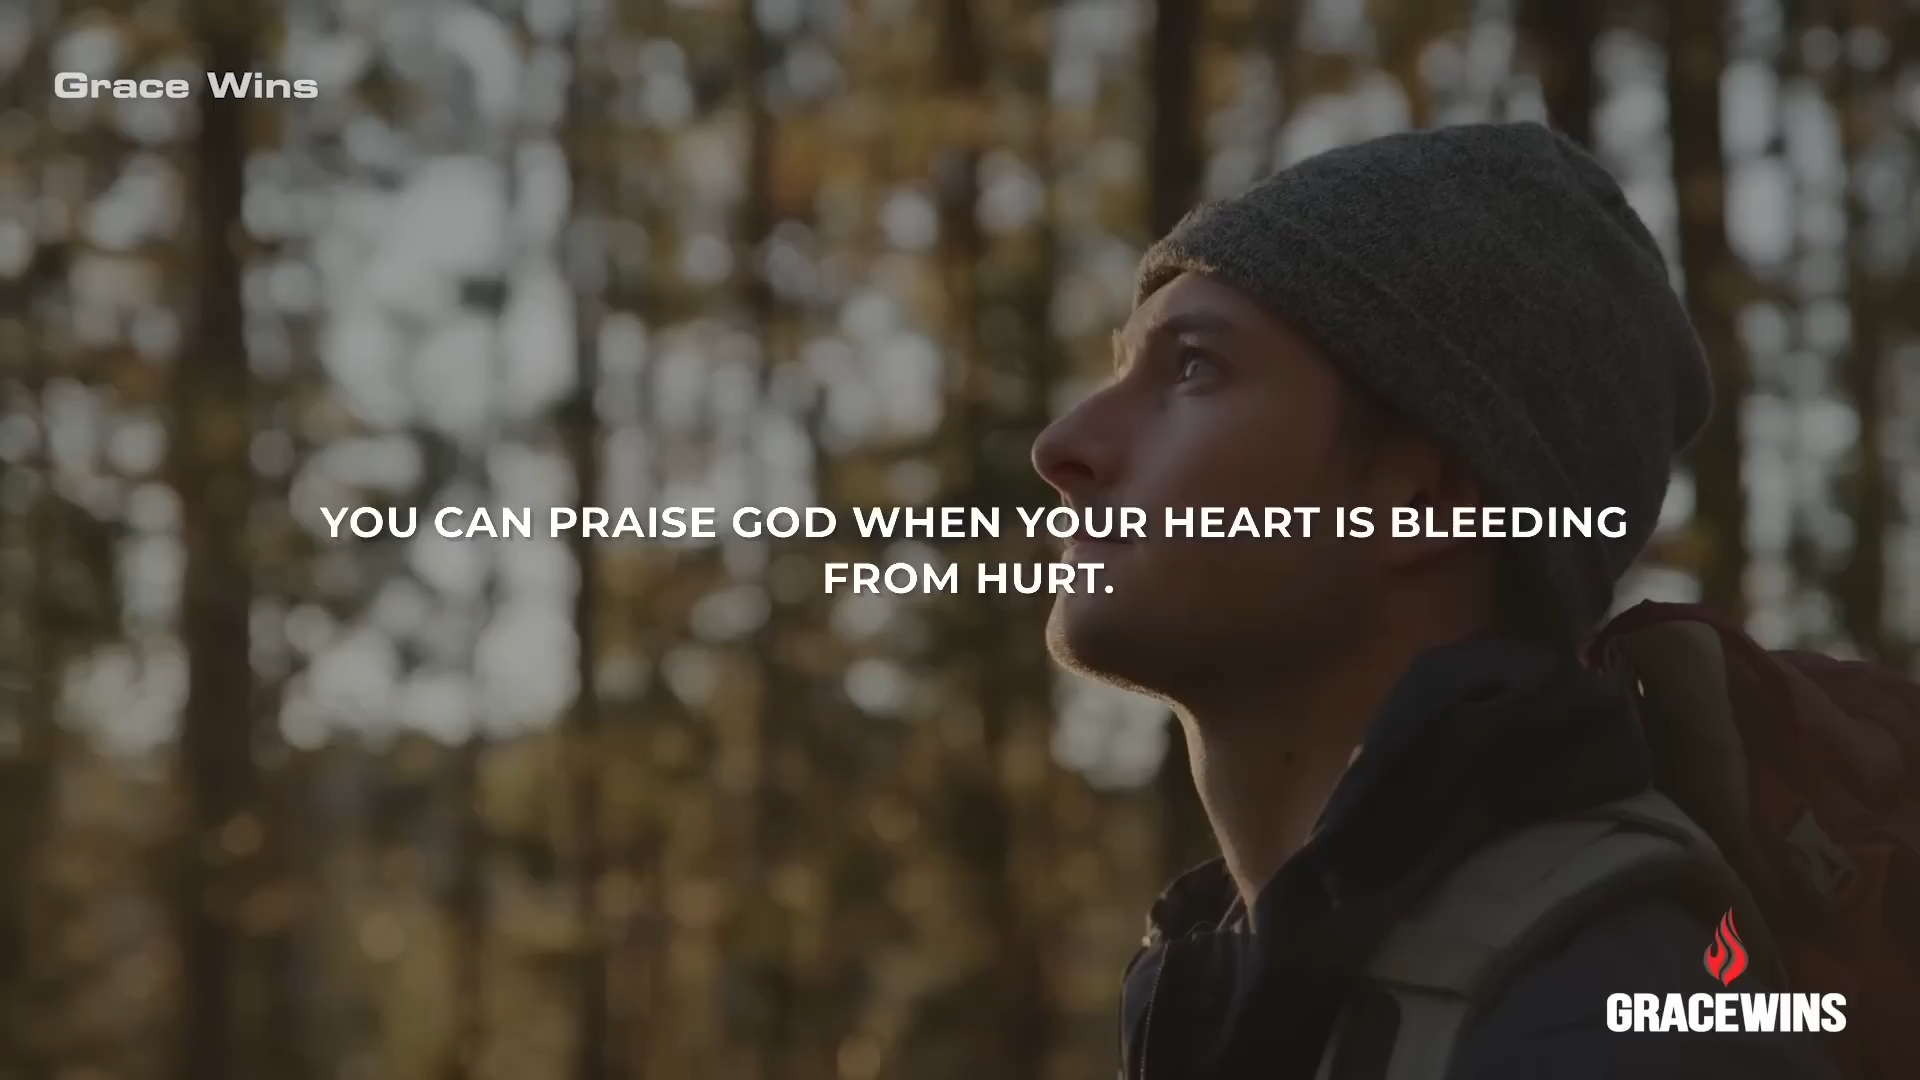 Grace Wins
YOU CAN PRAISE GOD WHEN YOUR HEART IS BLEEDING
FROM HURT.
GRACEWINS